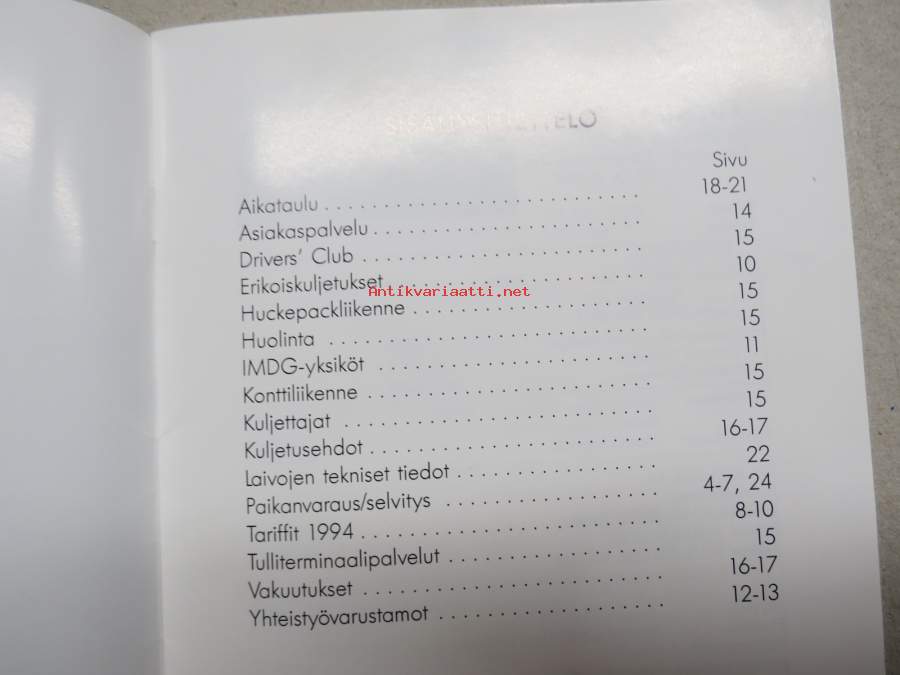 SISÄLLYSLUETTELO
Sivu
Aikataulu . . . . . . . . . . . . . . . . . . . . . . . . . . . 18-21
Asiakaspalvelu . . . . . . . . . . . . . . . . . . . . . . . 14
Drivers' Club . . . . . . . . . . . . . . . . . . . . . . . . 15
Erikoiskuljetukset . . . . . . . . . . . . . . . . . . . . . 10
Antikvariaatti.net
Huckepackliikenne . . . . . . . . . . . . . . . . . . . . 15
Huolinta . . . . . . . . . . . . . . . . . . . . . . . . . . . 15
IMDG-yksiköt . . . . . . . . . . . . . . . . . . . . . . . 11
Konttiliikenne . . . . . . . . . . . . . . . . . . . . . . . . 15
Kuljettajat . . . . . . . . . . . . . . . . . . . . . . . . . . 15
Kuljetusehdot . . . . . . . . . . . . . . . . . . . . . . . . 16-17
Laivojen tekniset tiedot . . . . . . . . . . . . . . . . . 22
Paikanvaraus/selvitys . . . . . . . . . . . . . . . . . . 4-7, 24
Tariffit 1994 . . . . . . . . . . . . . . . . . . . . . . . . . 8-10
Tulliterminaalipalvelut . . . . . . . . . . . . . . . . . . 15
Vakuutukset . . . . . . . . . . . . . . . . . . . . . . . . . 16-17
Yhteistyövarustamot . . . . . . . . . . . . . . . . . . . 12-13